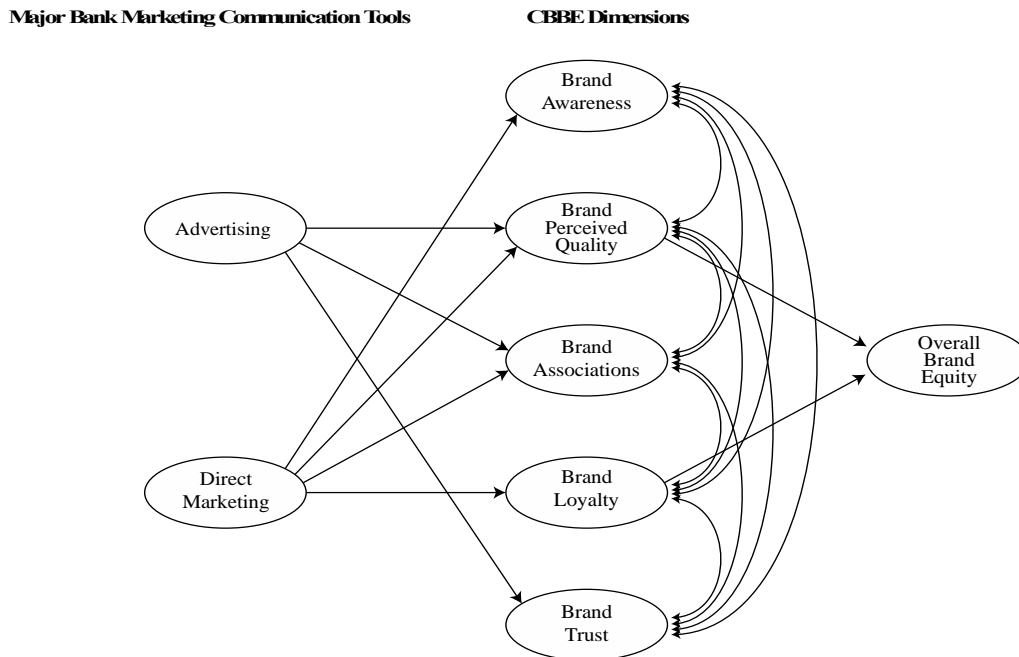 Major Bank Marketing Communication Tools
CBBE Dimensions
Brand
Awareness
Advertising
Brand
Perceived
Quality
Brand
Associations
Overall
Brand
Equity
Direct
Marketing
Brand
Loyalty
Brand
Trust